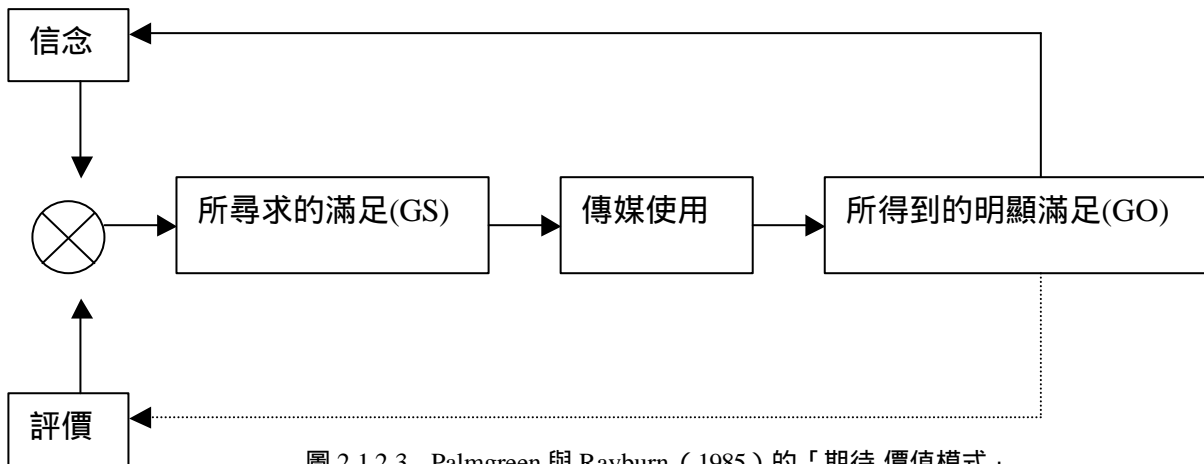 信念
所尋求的滿足(GS)
傳媒使用
所得到的明顯滿足(GO)
評價
圖 2.1.2.3 Palmgreen 與 Rayburn（1985）的「期待-價值模式」